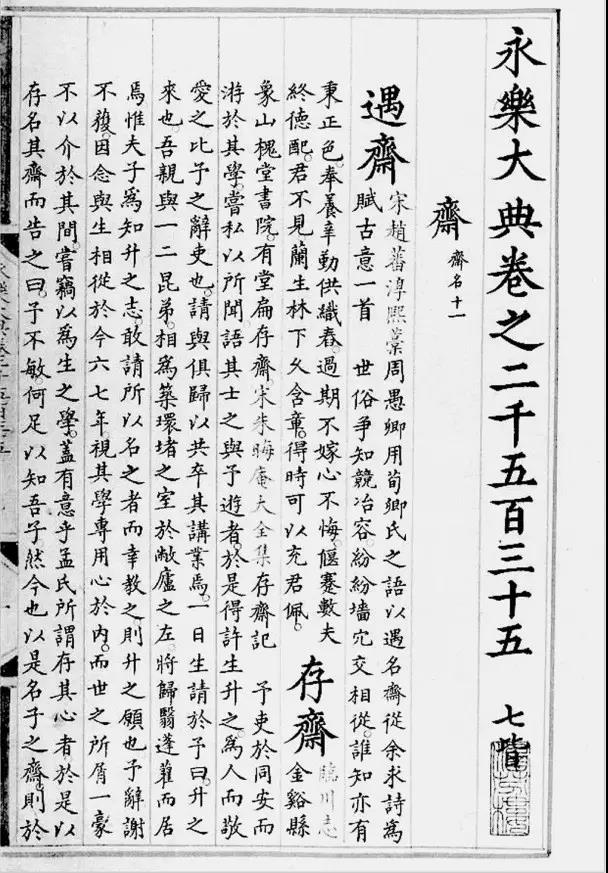 永樂大典卷之二千五百三十五 七皆
齋 齋名十一
遇齋
宋趙蕃淳熙藁周愚卿用荀卿氏之語以遇名齋從余求詩為
賦古意一首 世俗爭知競冶容紛紛墻穴交相從。誰知亦有
秉正色。奉養辛勤供織舂。過期不嫁心不悔。偃蹇數夫
終德配。君不見蘭生林下久含章。得時可以充君佩。
存齋
臨川志
金谿縣
象山槐堂書院。有堂扁存齋。宋朱晦庵大全集存齋記 予吏於同安而
游於其學。嘗私以所聞。語其士之與予遊者。於是得許生升之。為人而敬
愛之比予之辭吏也。請與俱歸以共卒其講業焉。一日生請於予曰。升之
來也。吾親與一二昆弟。相為築環堵之室於敝廬之左。將歸翳蓬藋而居
焉惟夫子為知升之志。敢請所以名之者而幸教之。則升之願也。予辭謝
不獲。因念與生相從於今六七年。視其學專用心於內。而世之所屑一豪
不以介於其間。嘗竊以為生之學。蓋有意乎孟氏所謂存其心者。於是以
存名其齋而告之曰。予不敏。何足以知吾子。然今也以是名子之齋。則於